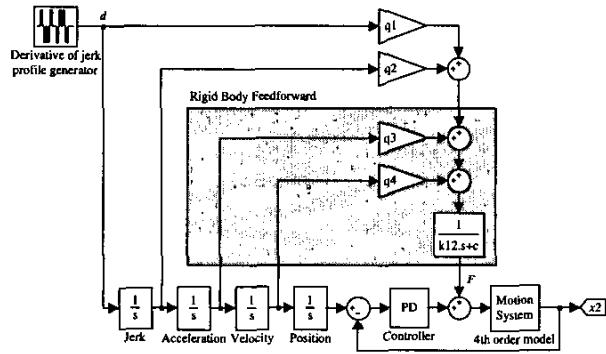 d
Derivative of jerk
profile generator
q1
q2
Rigid Body Feedforward
q3
q4
1
k12.s+c
F
1
s
Jerk
1
s
Acceleration
1
s
Velocity
1
s
Position
PD
Controller
Motion
System
4th order model
x2